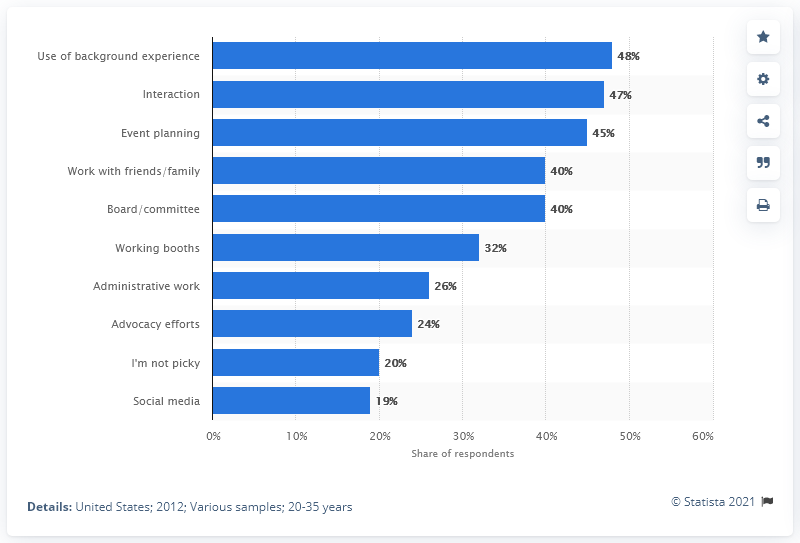 Use of background experience 48%
Interaction 47%
Event planning 45%
Work with friends/family 40%
Board/committee 40%
Working booths 32%
Administrative work 26%
Advocacy efforts 24%
I'm not picky 20%
Social media 19%
0% 10% 20% 30% 40% 50% 60%
Share of respondents
© Statista 2021
Details: United States; 2012; Various samples; 20-35 years